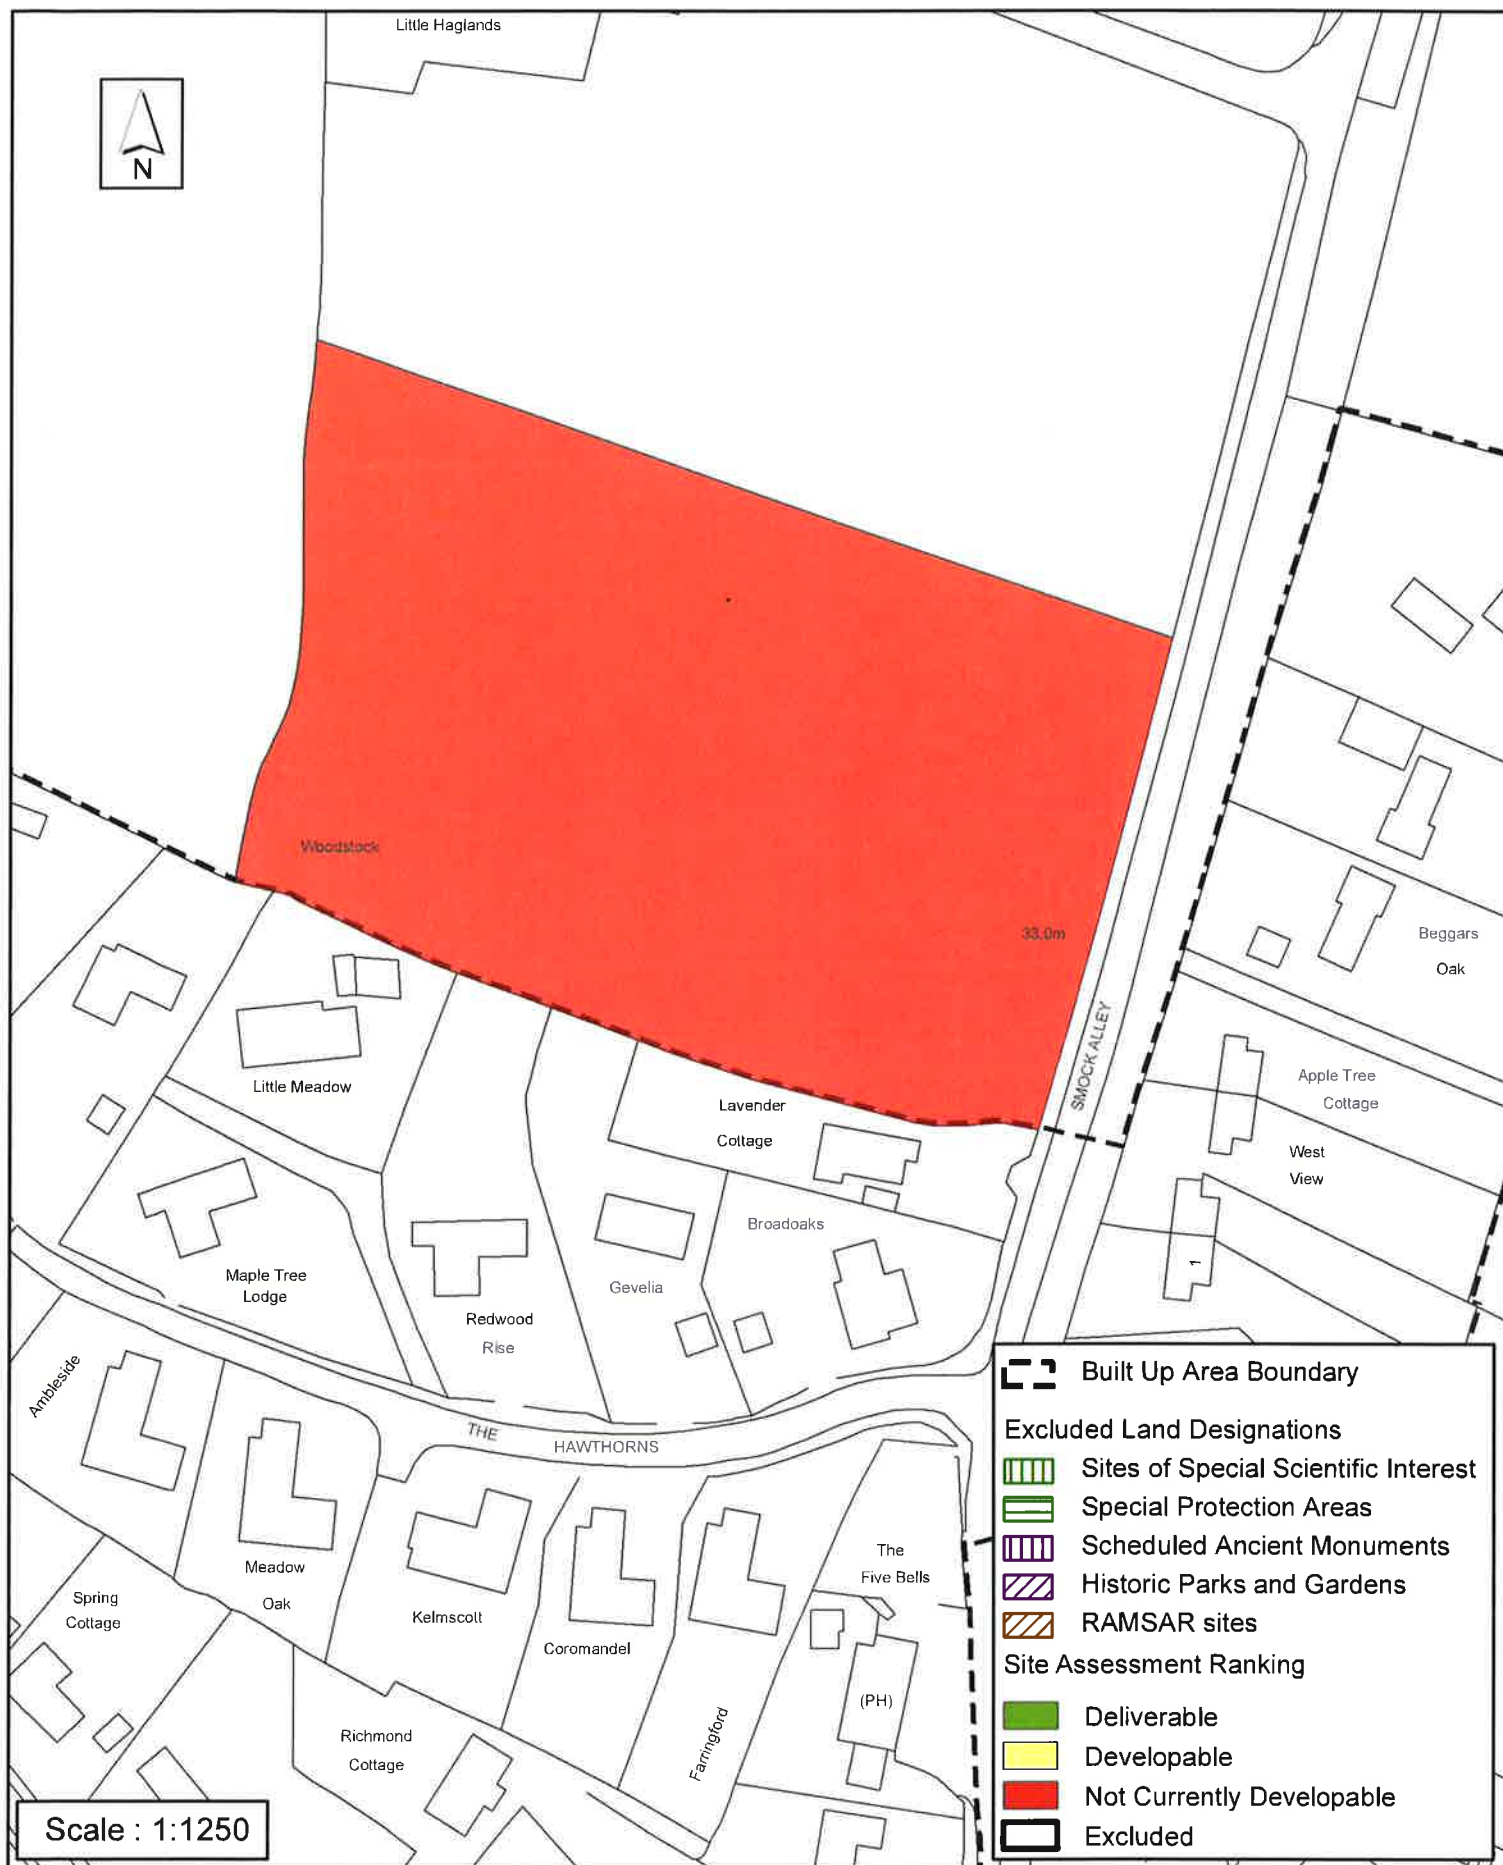 Little Haglands
N
Woodstock
33.0m
Beggars
Oak
SMOCK ALLEY
Apple Tree
Cottage
West
View
1
Little Meadow
Lavender
Cottage
Broadoaks
Gevelia
Maple Tree
Lodge
Redwood
Rise
Ambleside
THE
HAWTHORNS
Meadow
Oak
Kelmscott
Coromandel
Farringford
The
Five Bells
(PH)
Spring
Cottage
Richmond
Cottage
Scale : 1:1250
Built Up Area Boundary
Excluded Land Designations
Sites of Special Scientific Interest
Special Protection Areas
Scheduled Ancient Monuments
Historic Parks and Gardens
RAMSAR sites
Site Assessment Ranking
Deliverable
Developable
Not Currently Developable
Excluded